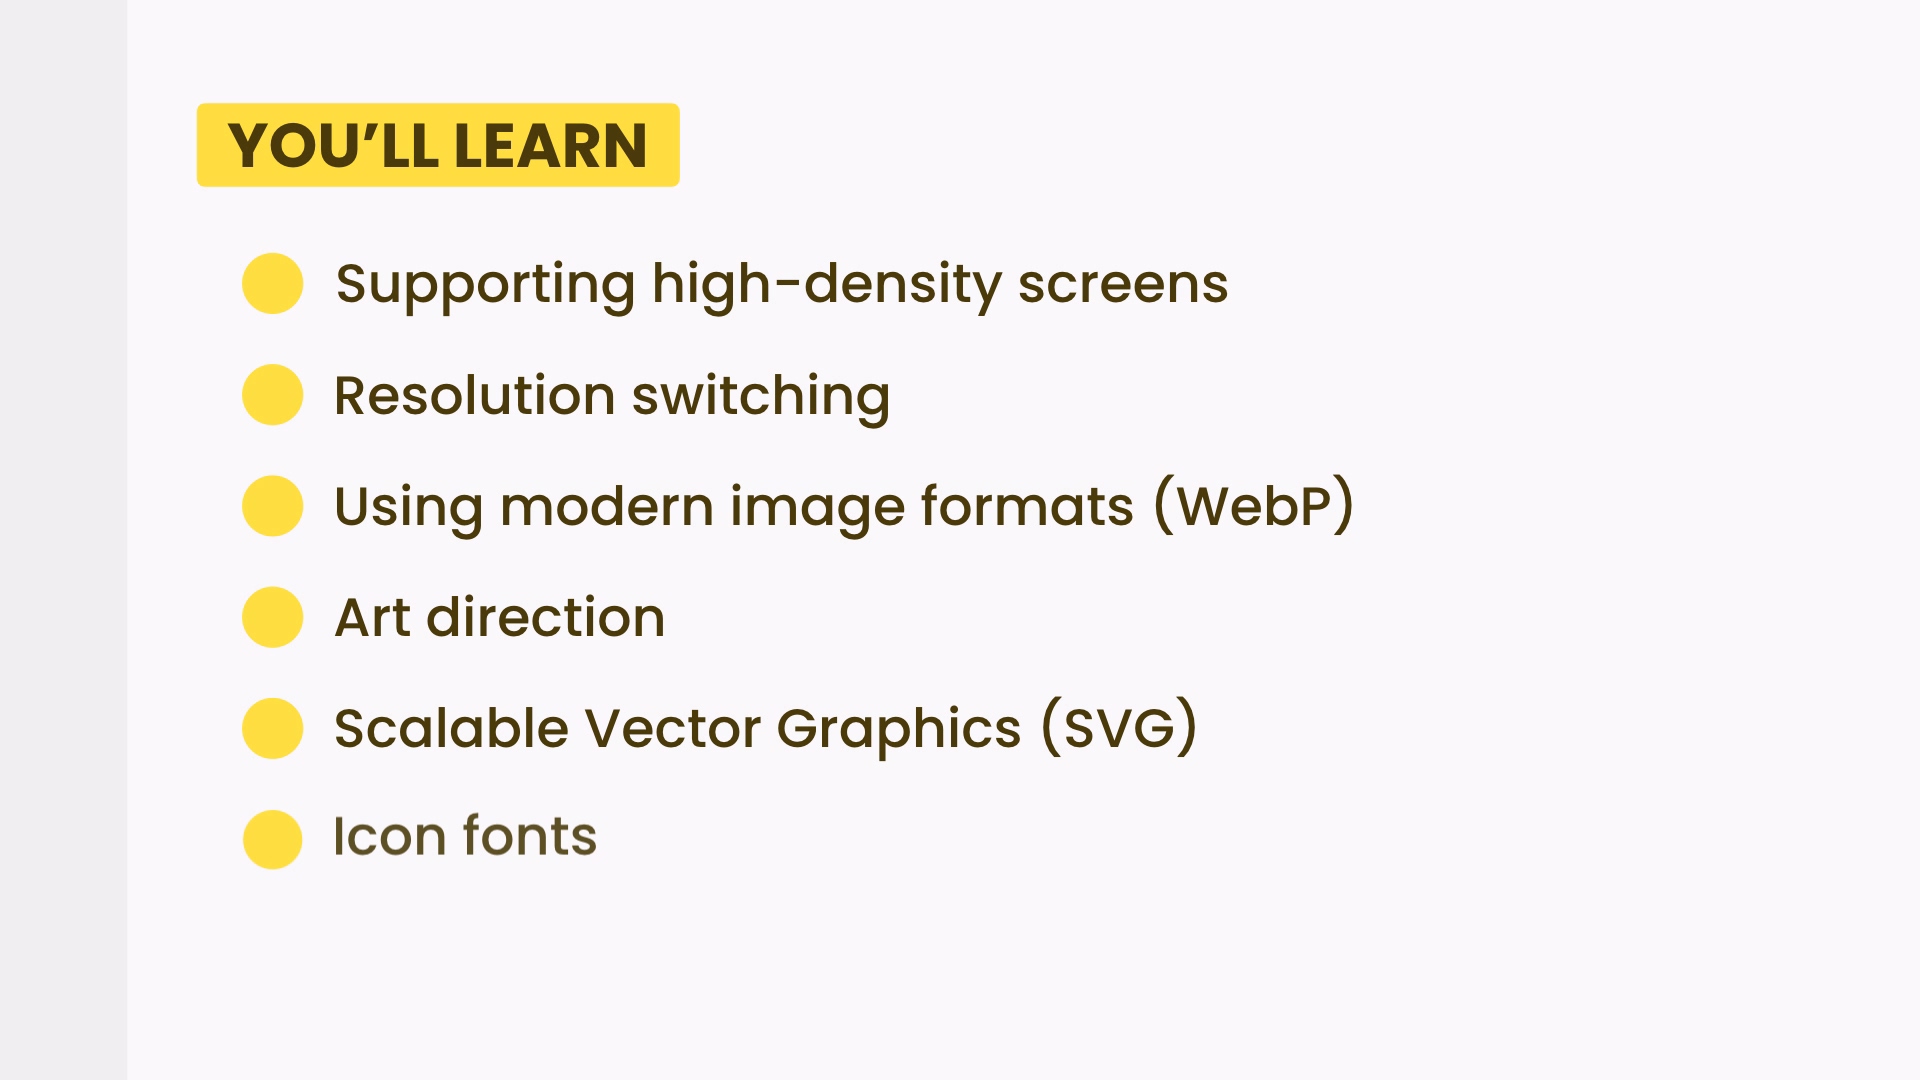 YOU’LL LEARN
Supporting high-density screens
Resolution switching
Using modern image formats (WebP)
Art direction
Scalable Vector Graphics (SVG)
Icon fonts